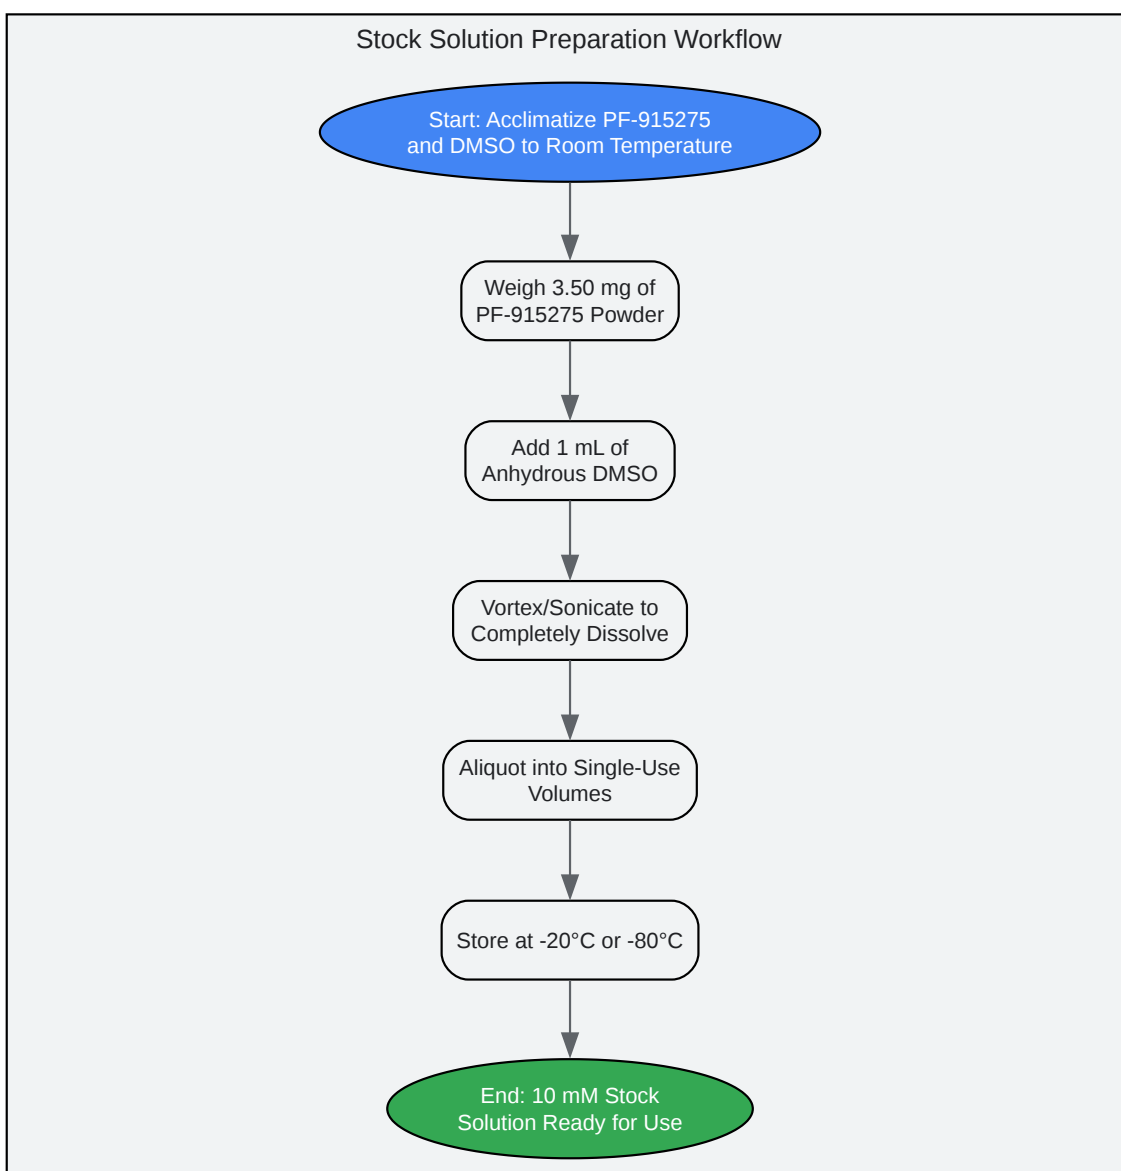 Stock Solution Preparation Workflow
Start: Acclimatize PF-915275
and DMSO to Room Temperature
Weigh 3.50 mg of
PF-915275 Powder
Add 1 mL of
Anhydrous DMSO
Vortex/Sonicate to
Completely Dissolve
Aliquot into Single-Use
Volumes
Store at -20°C or -80°C
End: 10 mM Stock
Solution Ready for Use